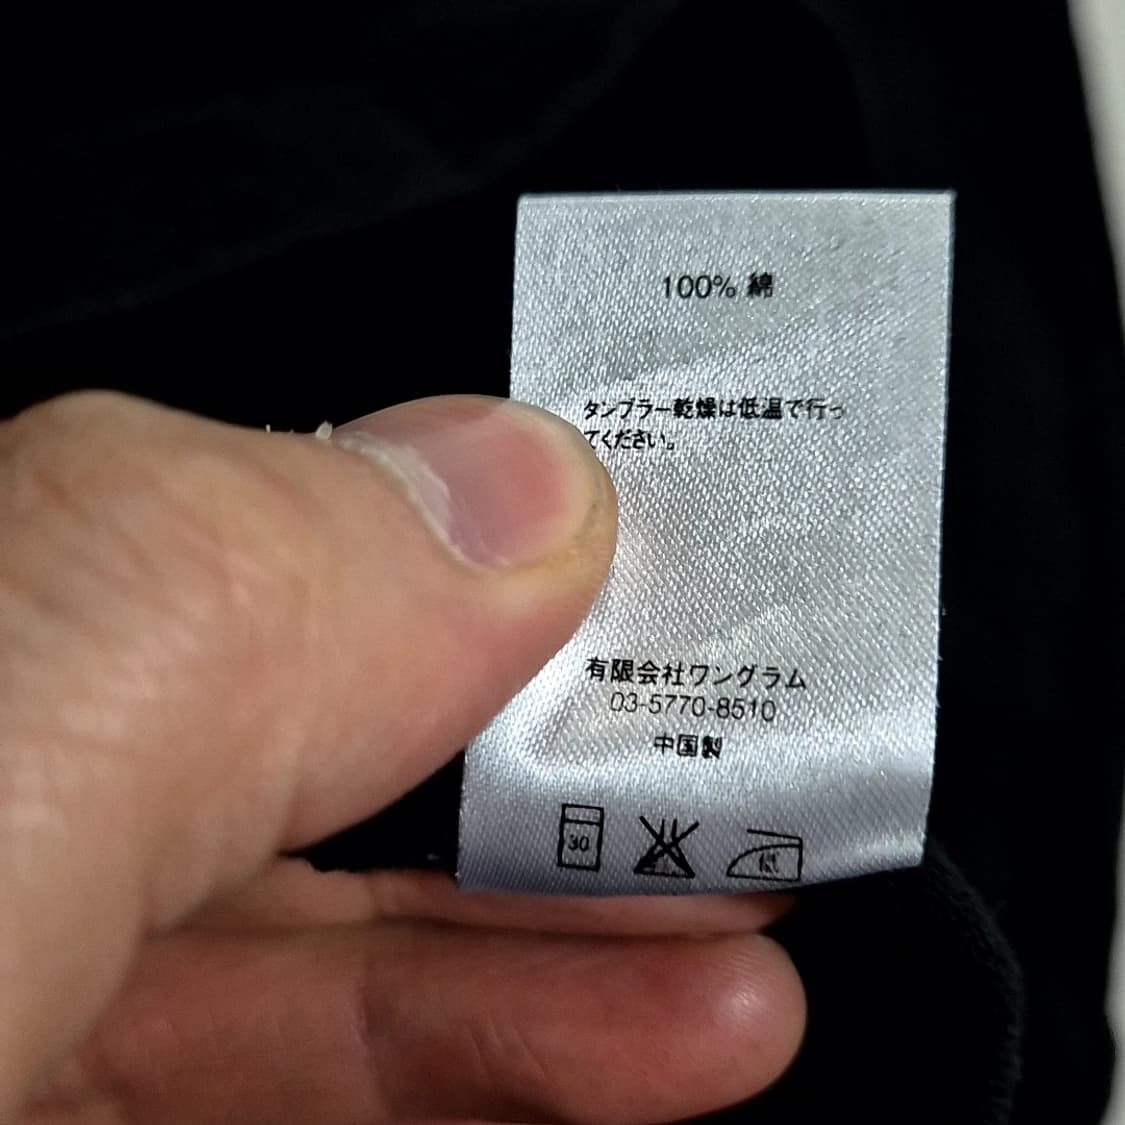 100% 綿
タンブラー乾燥は低温で行っ
てください。
有限会社ワングラム
03-5770-8510
中国製
30
低